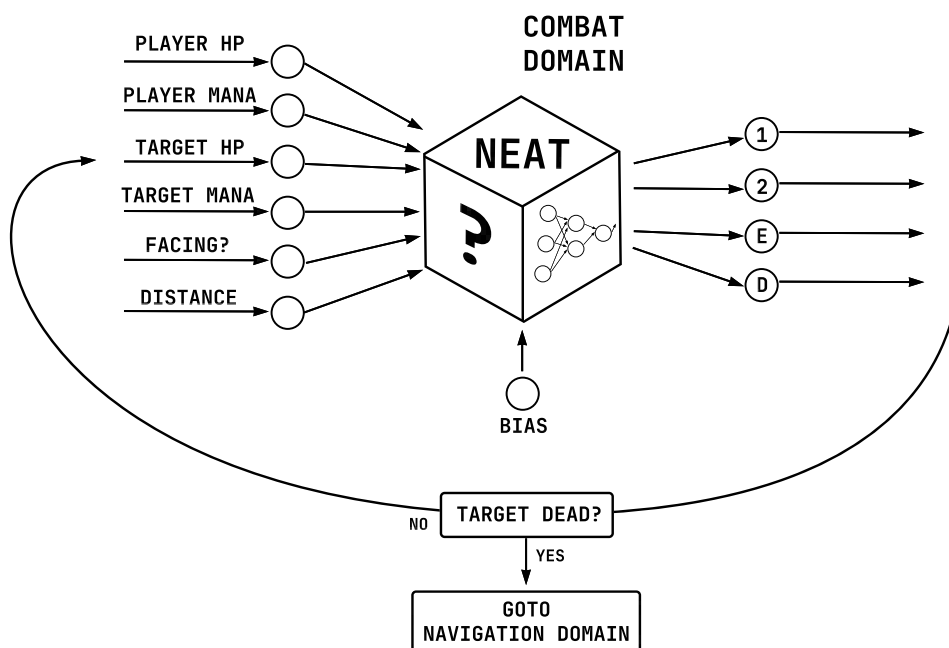 COMBAT
DOMAIN
PLAYER HP
PLAYER MANA
TARGET HP
TARGET MANA
FACING?
DISTANCE
NEAT
?
1
2
E
D
BIAS
TARGET DEAD?
NO
YES
GOTO
NAVIGATION DOMAIN